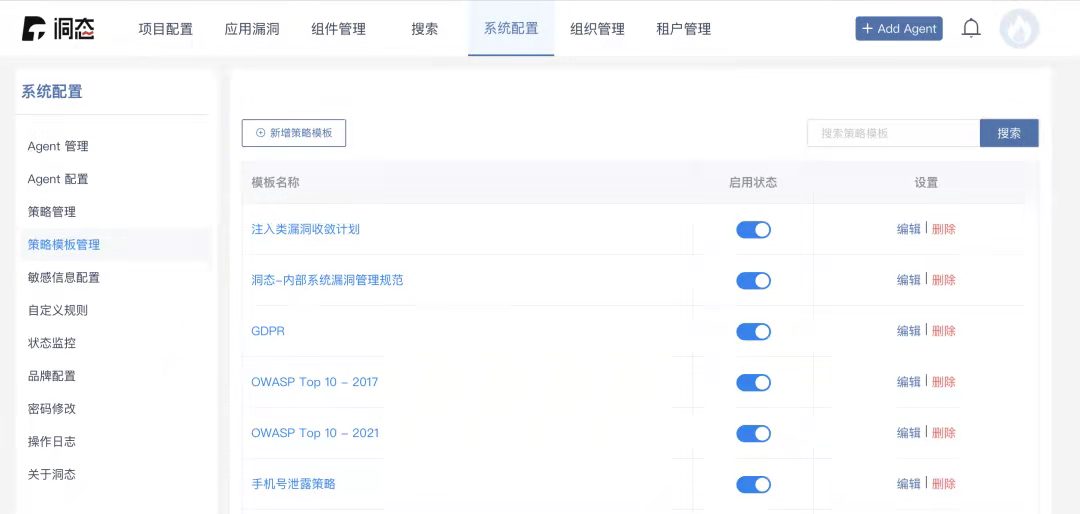 洞态 项目配置 应用漏洞 组件管理 搜索 系统配置 组织管理 租户管理 + Add Agent
系统配置
Agent 管理
Agent 配置
策略管理
策略模板管理
敏感信息配置
自定义规则
状态监控
品牌配置
密码修改
操作日志
关于洞态
新增策略模板 搜索策略模板 搜索
模板名称 启用状态 设置
注入类漏洞收敛计划 编辑 | 删除
洞态-内部系统漏洞管理规范 编辑 | 删除
GDPR 编辑 | 删除
OWASP Top 10 - 2017 编辑 | 删除
OWASP Top 10 - 2021 编辑 | 删除
手机号泄露策略 编辑 | 删除